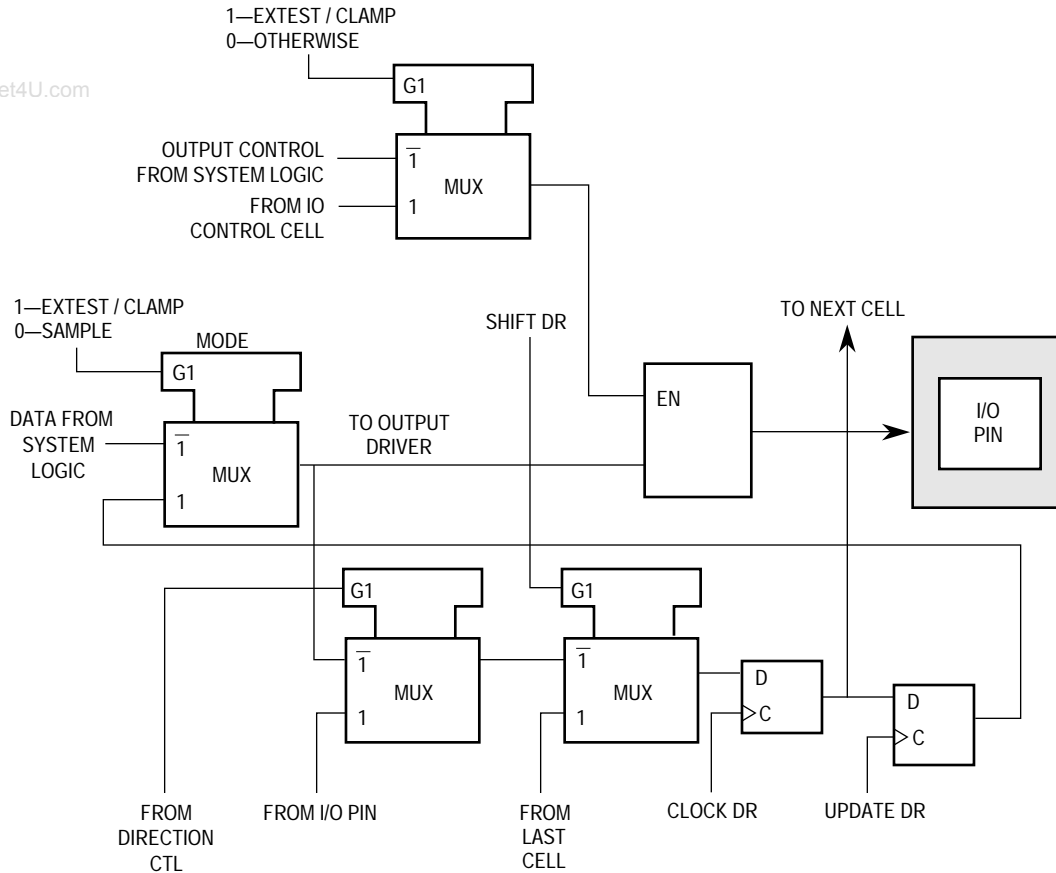 1—EXTEST / CLAMP
0—OTHERWISE
et4U.com
G1
OUTPUT CONTROL
FROM SYSTEM LOGIC
1
MUX
FROM IO
CONTROL CELL
1
1—EXTEST / CLAMP
0—SAMPLE
MODE
G1
SHIFT DR
TO NEXT CELL
DATA FROM
SYSTEM
LOGIC
1
MUX
1
TO OUTPUT
DRIVER
EN
I/O
PIN
G1
1
MUX
1
G1
1
MUX
1
D
C
D
C
FROM
DIRECTION
CTL
FROM I/O PIN
FROM
LAST
CELL
CLOCK DR
UPDATE DR